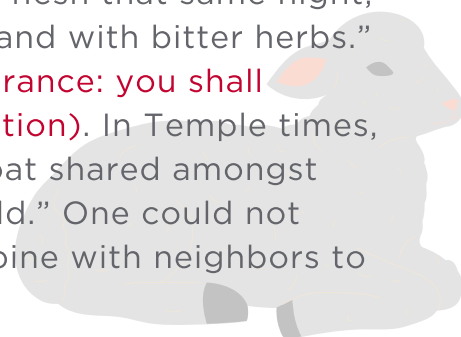 flesh that same night,
and with bitter herbs.”
rance: you shall
tion). In Temple times,
oat shared amongst
ld.” One could not
bine with neighbors to